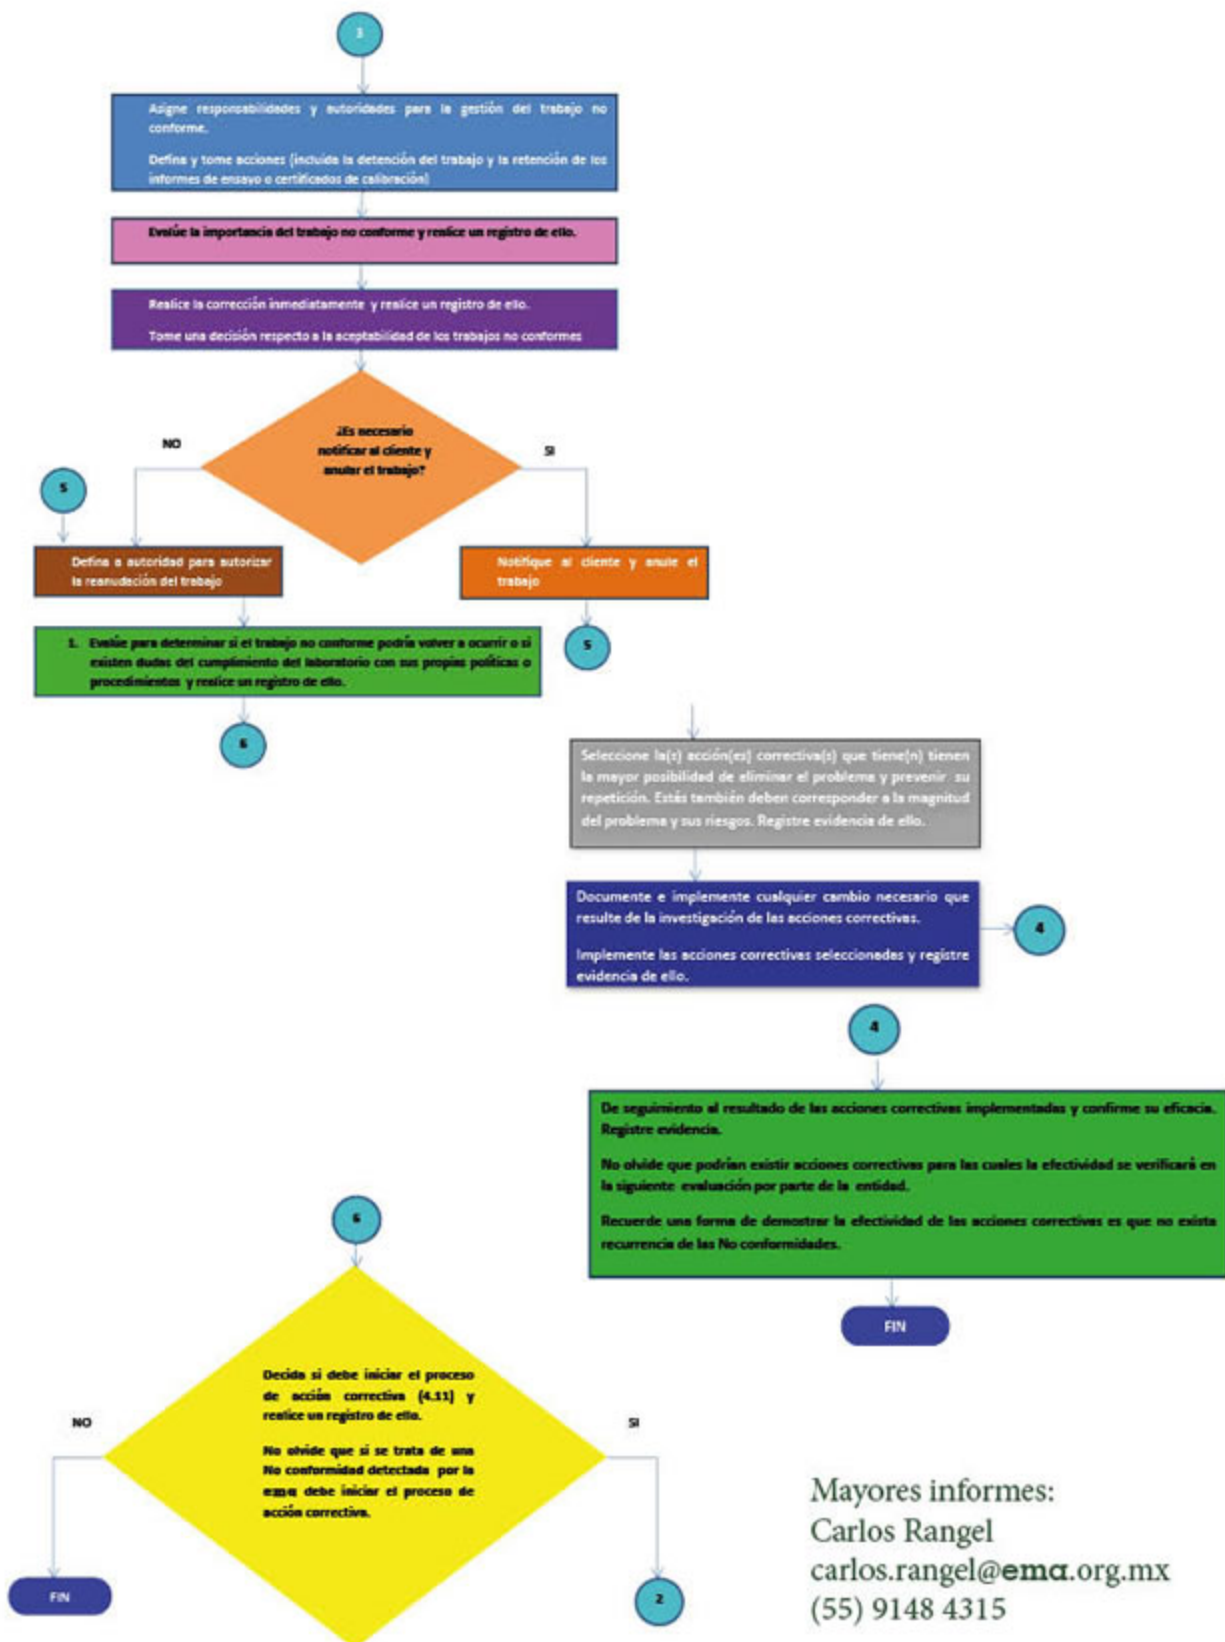 3
Asigne responsabilidades y autoridades para la gestión del trabajo no
conforme.
Defina y tome acciones (incluida la detención del trabajo y la retención de los
informes de ensayo o certificados de calibración)
Evalúe la importancia del trabajo no conforme y realice un registro de ello.
Realice la corrección inmediatamente y realice un registro de ello.
Tome una decisión respecto a la aceptabilidad de los trabajos no conformes
¿Es necesario
notificar al cliente y
anular el trabajo?
NO
SI
5
Defina a autoridad para autorizar
la reanudación del trabajo
Notifique al cliente y anule el
trabajo
1. Evalúe para determinar si el trabajo no conforme podría volver a ocurrir o si
existen dudas del cumplimiento del laboratorio con sus propias políticas o
procedimientos y realice un registro de ello.
5
6
Seleccione la(s) acción(es) correctiva(s) que tiene(n) tienen
la mayor posibilidad de eliminar el problema y prevenir su
repetición. Estás también deben corresponder a la magnitud
del problema y sus riesgos. Registre evidencia de ello.
Documente e implemente cualquier cambio necesario que
resulte de la investigación de las acciones correctivas.
Implemente las acciones correctivas seleccionadas y registre
evidencia de ello.
4
4
De seguimiento al resultado de las acciones correctivas implementadas y confirme su eficacia.
Registre evidencia.
No olvide que podrían existir acciones correctivas para las cuales la efectividad se verificará en
la siguiente evaluación por parte de la entidad.
Recuerde una forma de demostrar la efectividad de las acciones correctivas es que no exista
recurrencia de las No conformidades.
FIN
6
Decida si debe iniciar el proceso
de acción correctiva (4.11) y
realice un registro de ello.
No olvide que si se trata de una
No conformidad detectada por la
ema debe iniciar el proceso de
acción correctiva.
NO
SI
FIN
2
Mayores informes:
Carlos Rangel
carlos.rangel@ema.org.mx
(55) 9148 4315